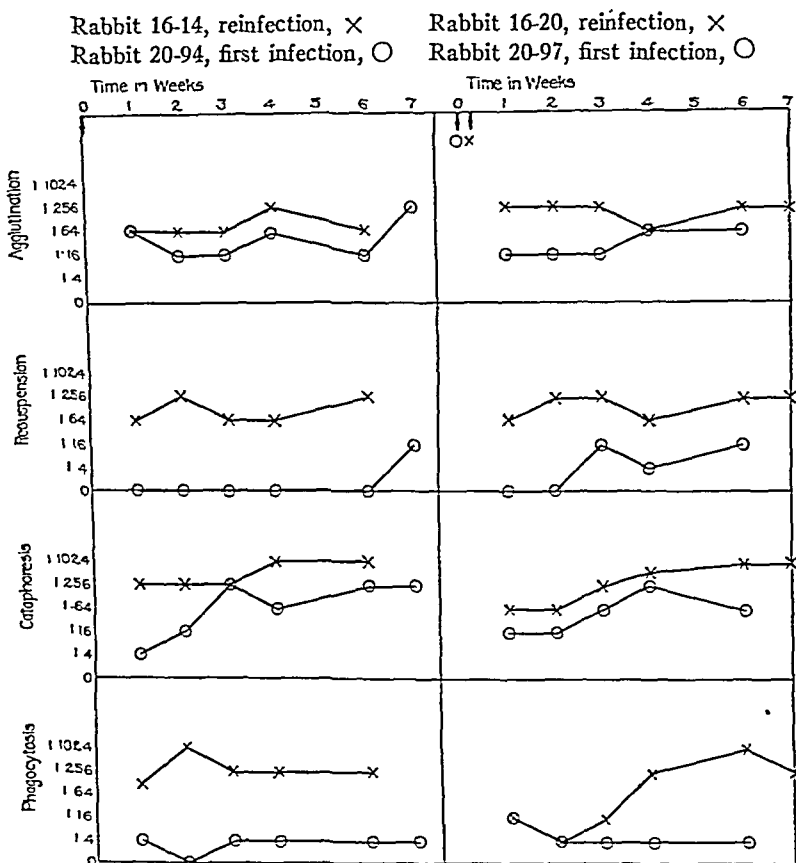 Rabbit 16-14, reinfection, × Rabbit 16-20, reinfection, ×
Rabbit 20-94, first infection, O Rabbit 20-97, first infection, O
Time in Weeks Time in Weeks
0 1 2 3 4 5 6 7 0 1 2 3 4 5 6 7
O×
Agglutination
1 1024
1 256
1 64
1:16
1 4
0
Resuspension
1 1024
1 256
1 64
1 16
1 4
0
Cataphoresis
1 1024
1 256
1-64
1 16
1 4
0
Phagocytosis
1 1024
1 256
1 64
1 16
1 4
0